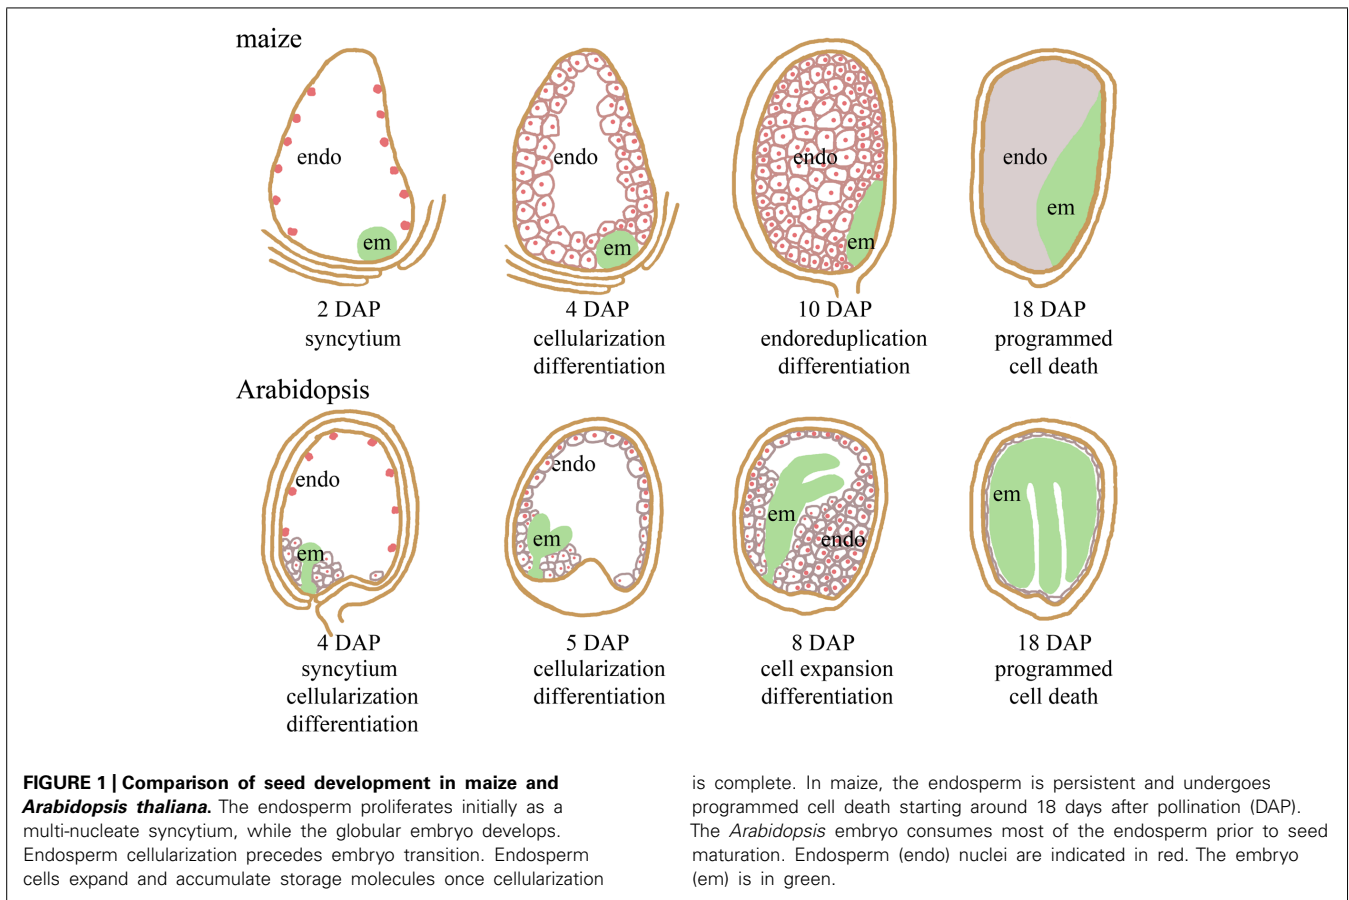 maize
endo
em
endo
em
endo
em
endo
em
2 DAP
syncytium
4 DAP
cellularization
differentiation
10 DAP
endoreduplication
differentiation
18 DAP
programmed
cell death
Arabidopsis
endo
em
endo
em
em
endo
em
4 DAP
syncytium
cellularization
differentiation
5 DAP
cellularization
differentiation
8 DAP
cell expansion
differentiation
18 DAP
programmed
cell death
FIGURE 1 | Comparison of seed development in maize and
Arabidopsis thaliana. The endosperm proliferates initially as a
multi-nucleate syncytium, while the globular embryo develops.
Endosperm cellularization precedes embryo transition. Endosperm
cells expand and accumulate storage molecules once cellularization
is complete. In maize, the endosperm is persistent and undergoes
programmed cell death starting around 18 days after pollination (DAP).
The Arabidopsis embryo consumes most of the endosperm prior to seed
maturation. Endosperm (endo) nuclei are indicated in red. The embryo
(em) is in green.